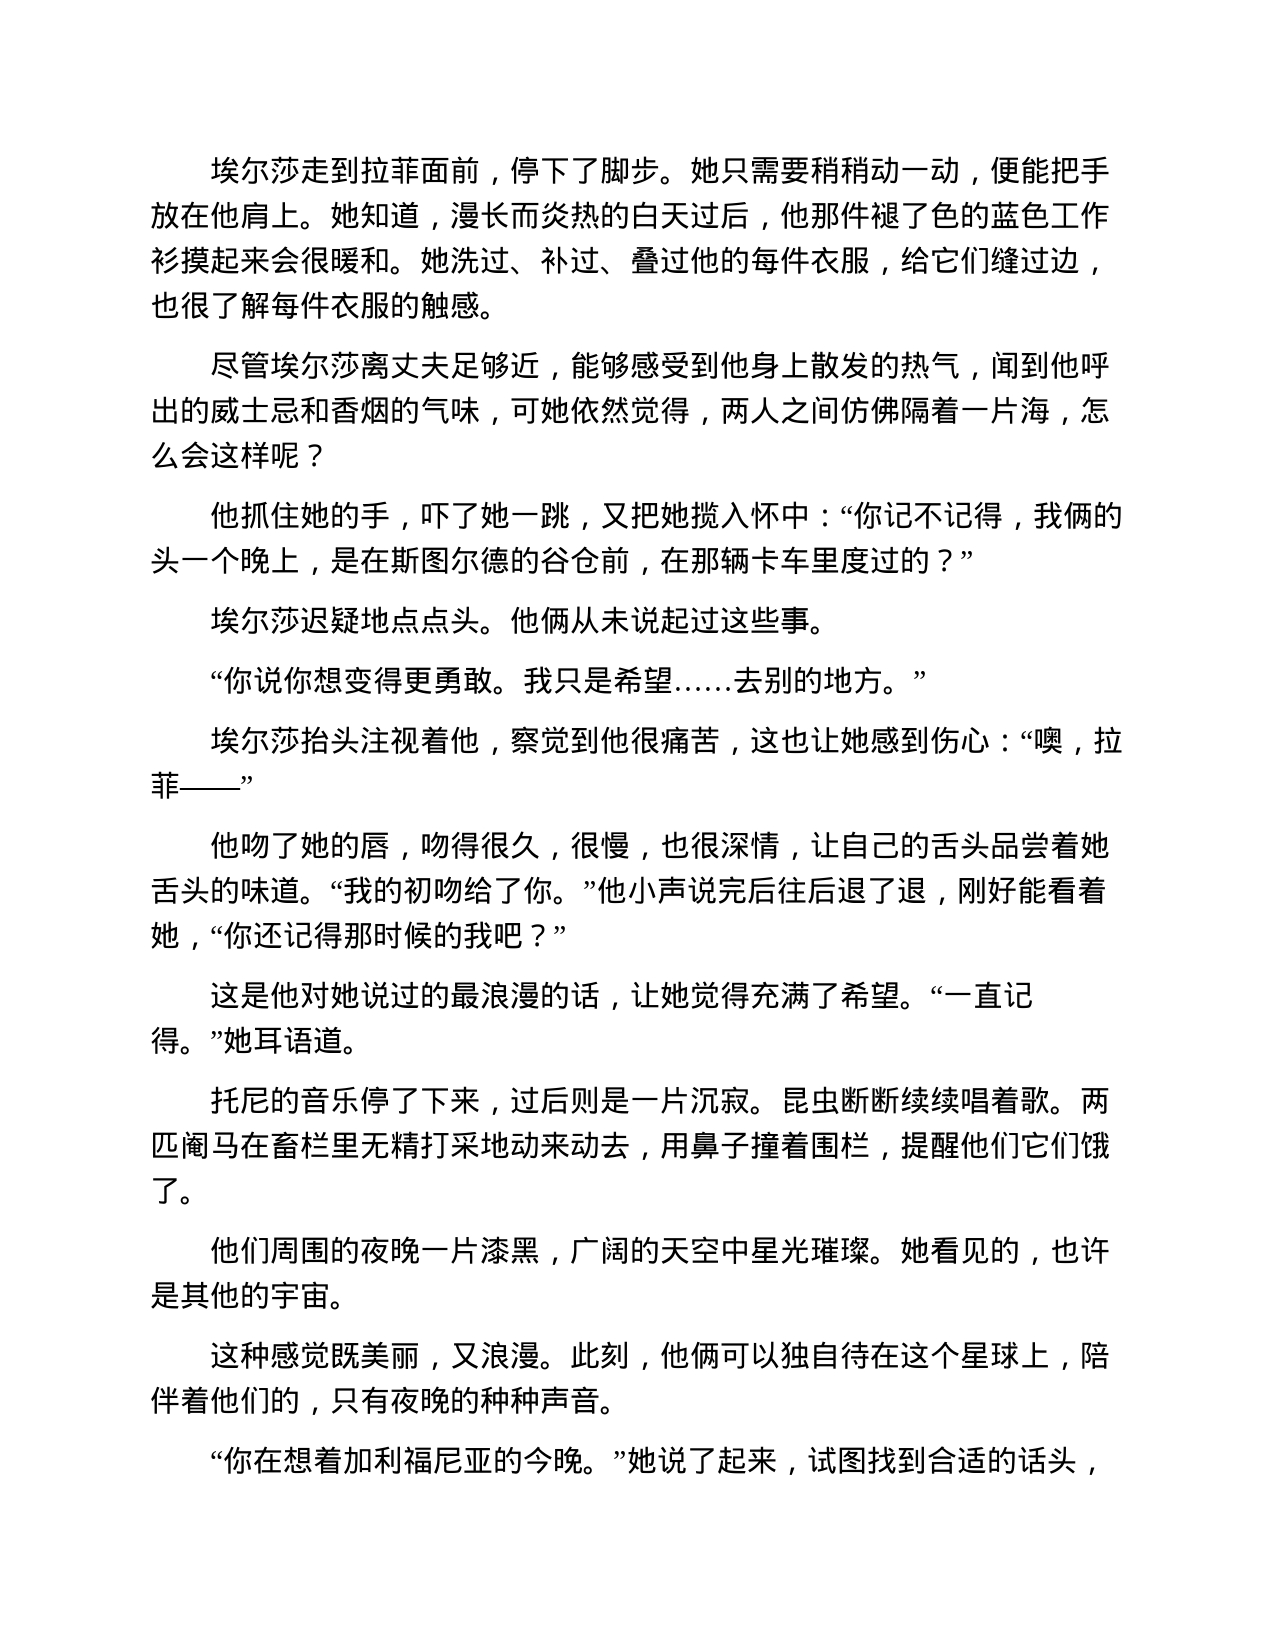 埃尔莎走到拉菲面前，停下了脚步。她只需要稍稍动一动，便能把手
放在他肩上。她知道，漫长而炎热的白天过后，他那件褪了色的蓝色工作
衫摸起来会很暖和。她洗过、补过、叠过他的每件衣服，给它们缝过边，
也很了解每件衣服的触感。
尽管埃尔莎离丈夫足够近，能够感受到他身上散发的热气，闻到他呼
出的威士忌和香烟的气味，可她依然觉得，两人之间仿佛隔着一片海，怎
么会这样呢？
他抓住她的手，吓了她一跳，又把她揽入怀中：“你记不记得，我俩的
头一个晚上，是在斯图尔德的谷仓前，在那辆卡车里度过的？”
埃尔莎迟疑地点点头。他俩从未说起过这些事。
“你说你想变得更勇敢。我只是希望……去别的地方。”
埃尔莎抬头注视着他，察觉到他很痛苦，这也让她感到伤心：“噢，拉
菲——”
他吻了她的唇，吻得很久，很慢，也很深情，让自己的舌头品尝着她
舌头的味道。“我的初吻给了你。”他小声说完后往后退了退，刚好能看着
她，“你还记得那时候的我吧？”
这是他对她说过的最浪漫的话，让她觉得充满了希望。“一直记
得。”她耳语道。
托尼的音乐停了下来，过后则是一片沉寂。昆虫断断续续唱着歌。两
匹阉马在畜栏里无精打采地动来动去，用鼻子撞着围栏，提醒他们它们饿
了。
他们周围的夜晚一片漆黑，广阔的天空中星光璀璨。她看见的，也许
是其他的宇宙。
这种感觉既美丽，又浪漫。此刻，他俩可以独自待在这个星球上，陪
伴着他们的，只有夜晚的种种声音。
“你在想着加利福尼亚的今晚。”她说了起来，试图找到合适的话头，